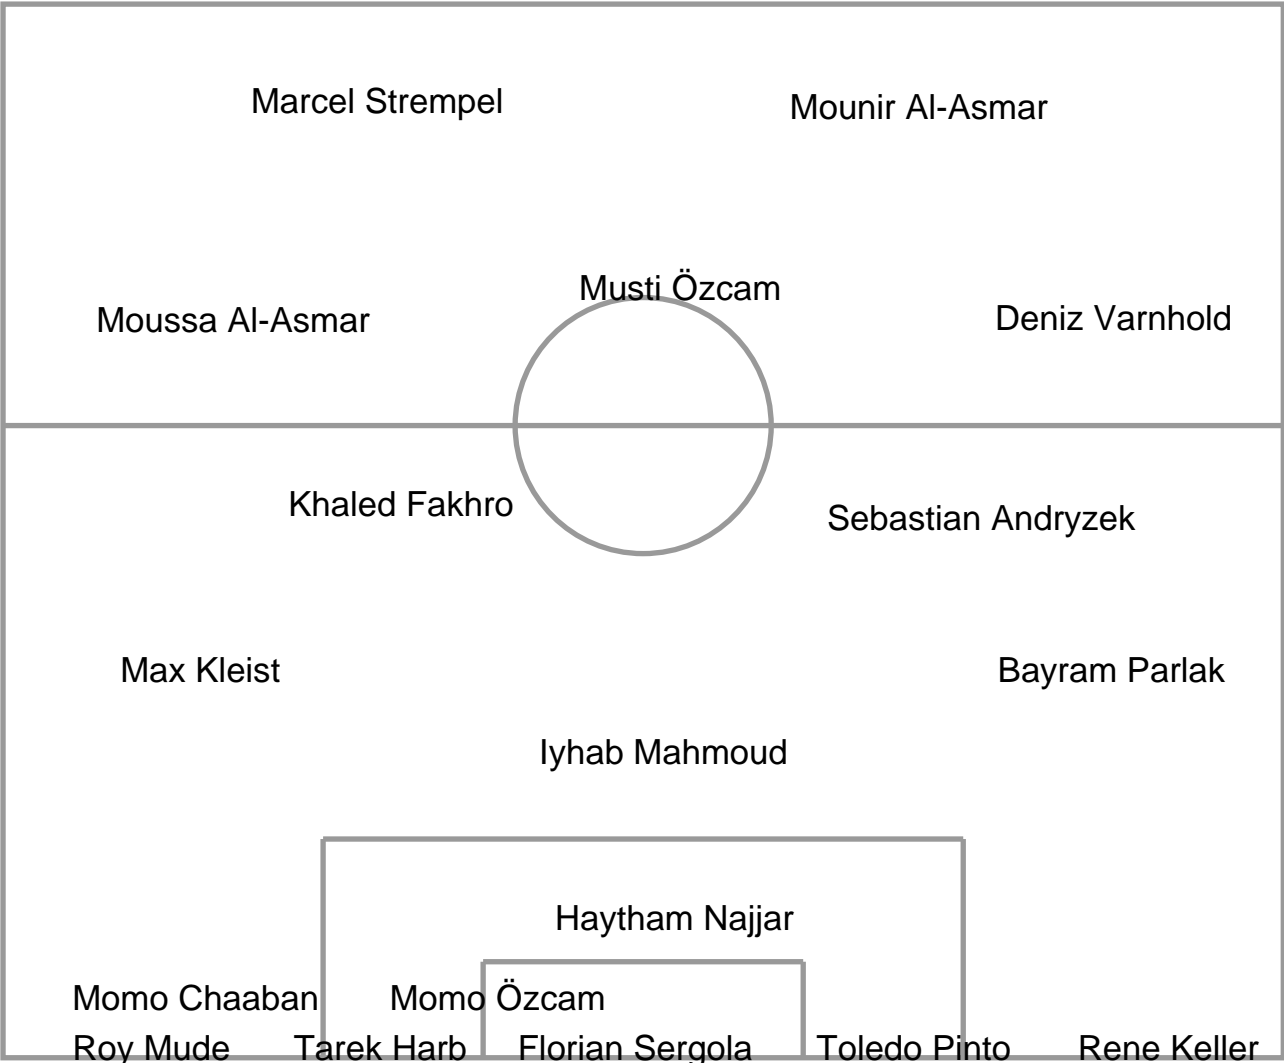 Marcel Strempel
Mounir Al-Asmar
Musti Özcam
Moussa Al-Asmar
Deniz Varnhold
Khaled Fakhro
Sebastian Andryzek
Max Kleist
Bayram Parlak
Iyhab Mahmoud
Haytham Najjar
Momo Chaaban
Momo Özcam
Roy Mude
Tarek Harb
Florian Sergola
Toledo Pinto
Rene Keller